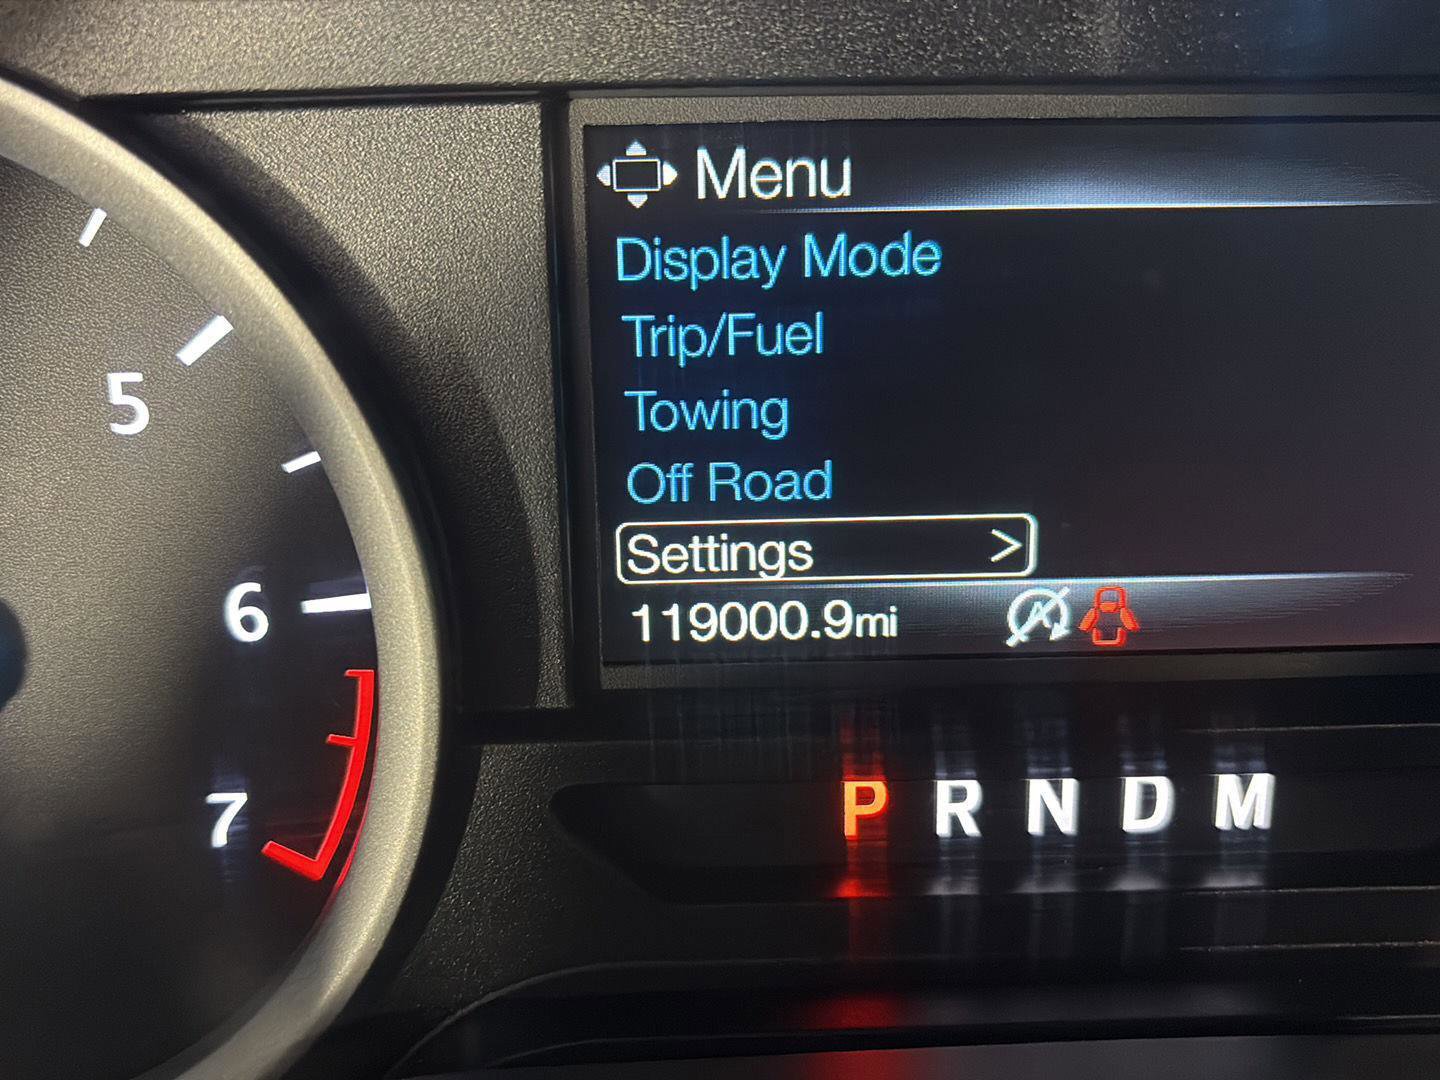 Menu
Display Mode
Trip/Fuel
Towing
Off Road
Settings >
119000.9mi
5
6
7
P R N D M